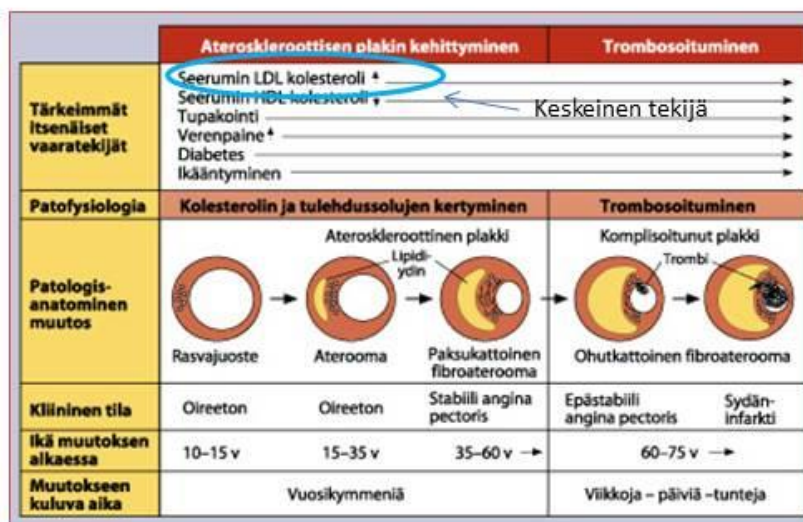 Ateroskleroottisen plakin kehittyminen
Trombosoituminen
Tärkeimmät
itsenäiset
vaaratekijät
Seerumin LDL kolesteroli
Seerumin HDL kolesteroli
Tupakointi
Verenpaine
Diabetes
Ikääntyminen
Keskeinen tekijä
Patofysiologia
Kolesterolin ja tulehdussolujen kertyminen
Trombosoituminen
Patologis-
anatominen
muutos
Ateroskleroottinen plakki
Lipidi-
ydin
Komplisoitunut plakki
Trombi
Rasvajuoste
Aterooma
Paksukattoinen
fibroaterooma
Ohutkattoinen fibroaterooma
Kliininen tila
Oireeton
Oireeton
Stabiili angina
pectoris
Epästabiili
angina pectoris
Sydän-
infarkti
Ikä muutoksen
alkaessa
10–15 v
15–35 v
35–60 v
60–75 v
Muutokseen
kuluva aika
Vuosikymmeniä
Viikkoja – päiviä –tunteja